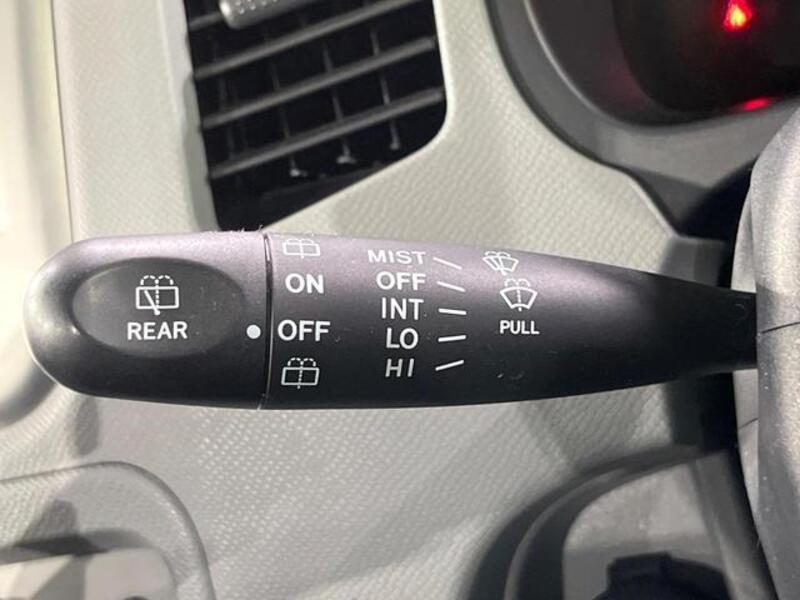 REAR
ON
OFF
MIST
OFF
INT
LO
HI
PULL